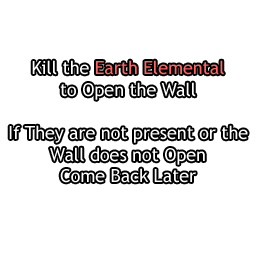 Kill the Earth Elemental
to Open the Wall
If They are not present or the
Wall does not Open
Come Back Later